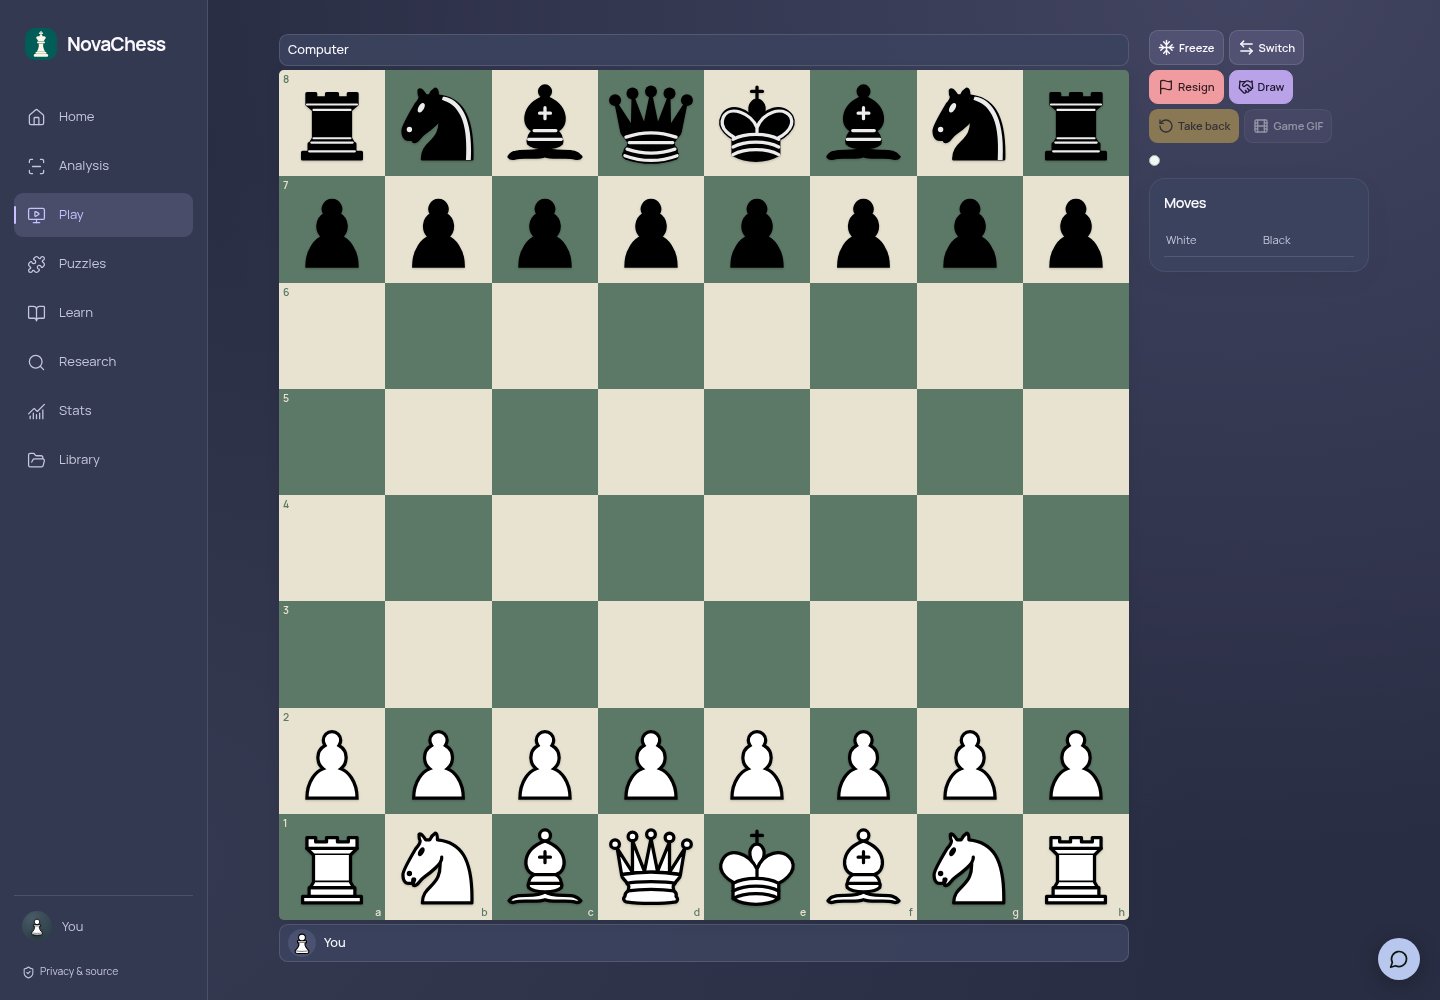 NovaChess
Home
Analysis
Play
Puzzles
Learn
Research
Stats
Library
You
Privacy & source
Computer
8
7
6
5
4
3
2
1
a b c d e f g h
You
Freeze Switch
Resign Draw
Take back Game GIF
Moves
White Black